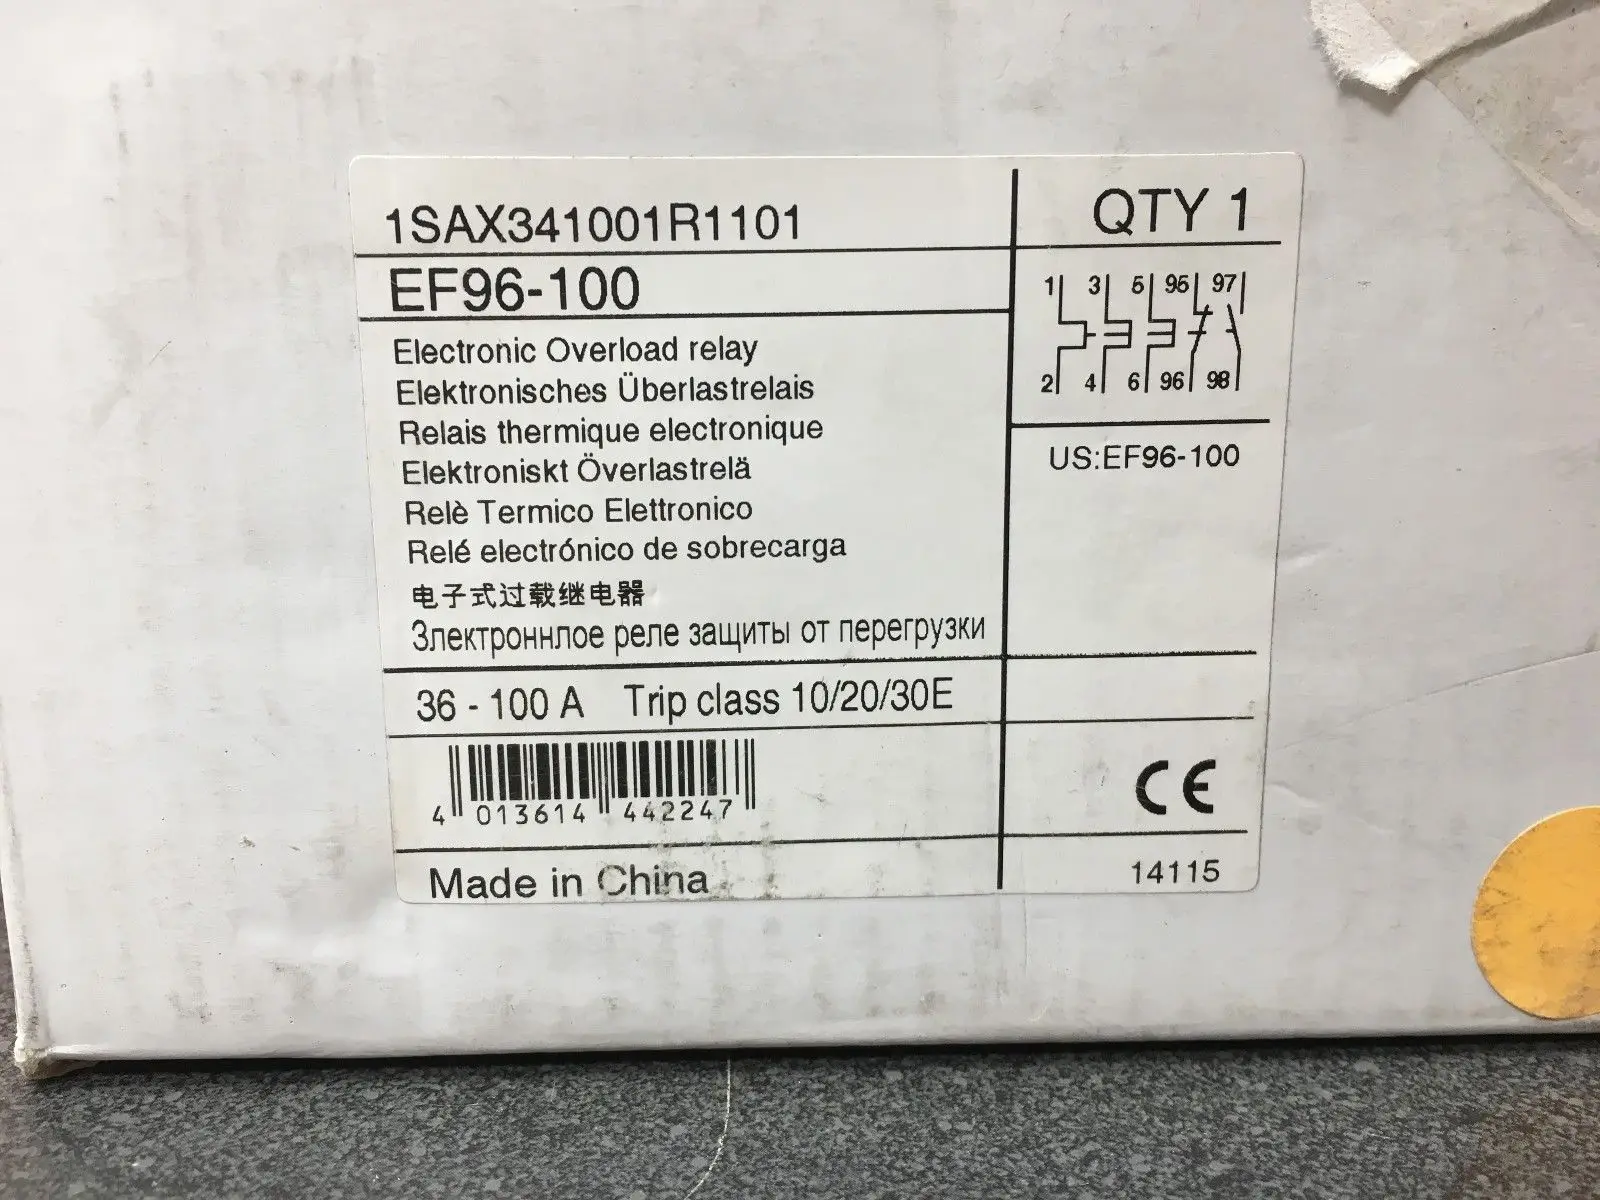 1SAX341001R1101
QTY 1
EF96-100
Electronic Overload relay
Elektronisches Überlastrelais
Relais thermique electronique
Elektroniskt Överlastrelä
Relè Termico Elettronico
Relé electrónico de sobrecarga
电子式过载继电器
Злектроннлое реле защиты от перегрузки
1 3 5 95 97
2 4 6 96 98
US:EF96-100
36 - 100 A Trip class 10/20/30E
4 013614 442247
CE
Made in China
14115